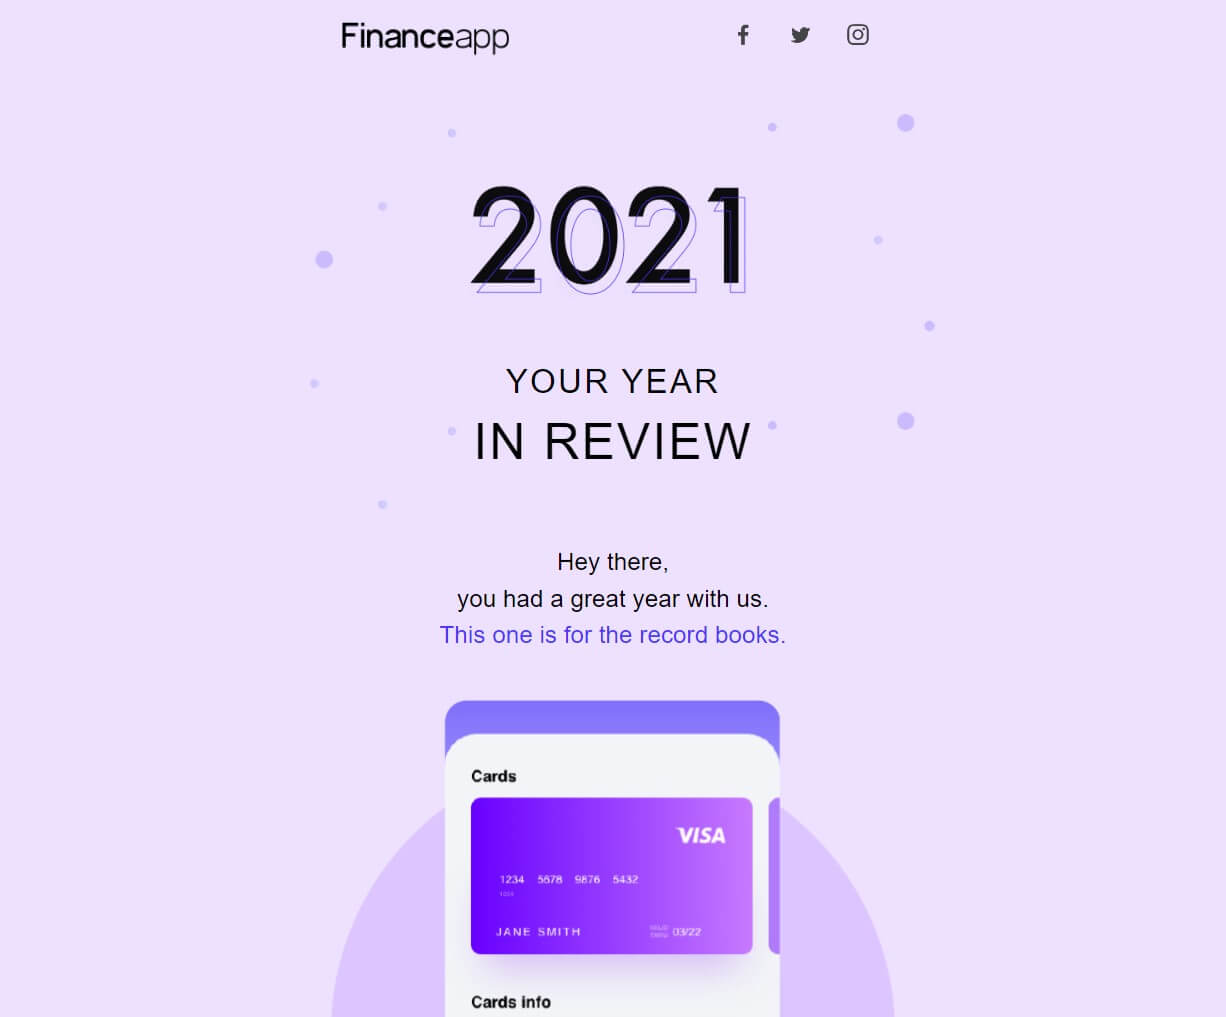 Financeapp
2021
YOUR YEAR
IN REVIEW
Hey there,
you had a great year with us.
This one is for the record books.
Cards
VISA
1234 5678 9876 5432
JANE SMITH
03/22
Cards info